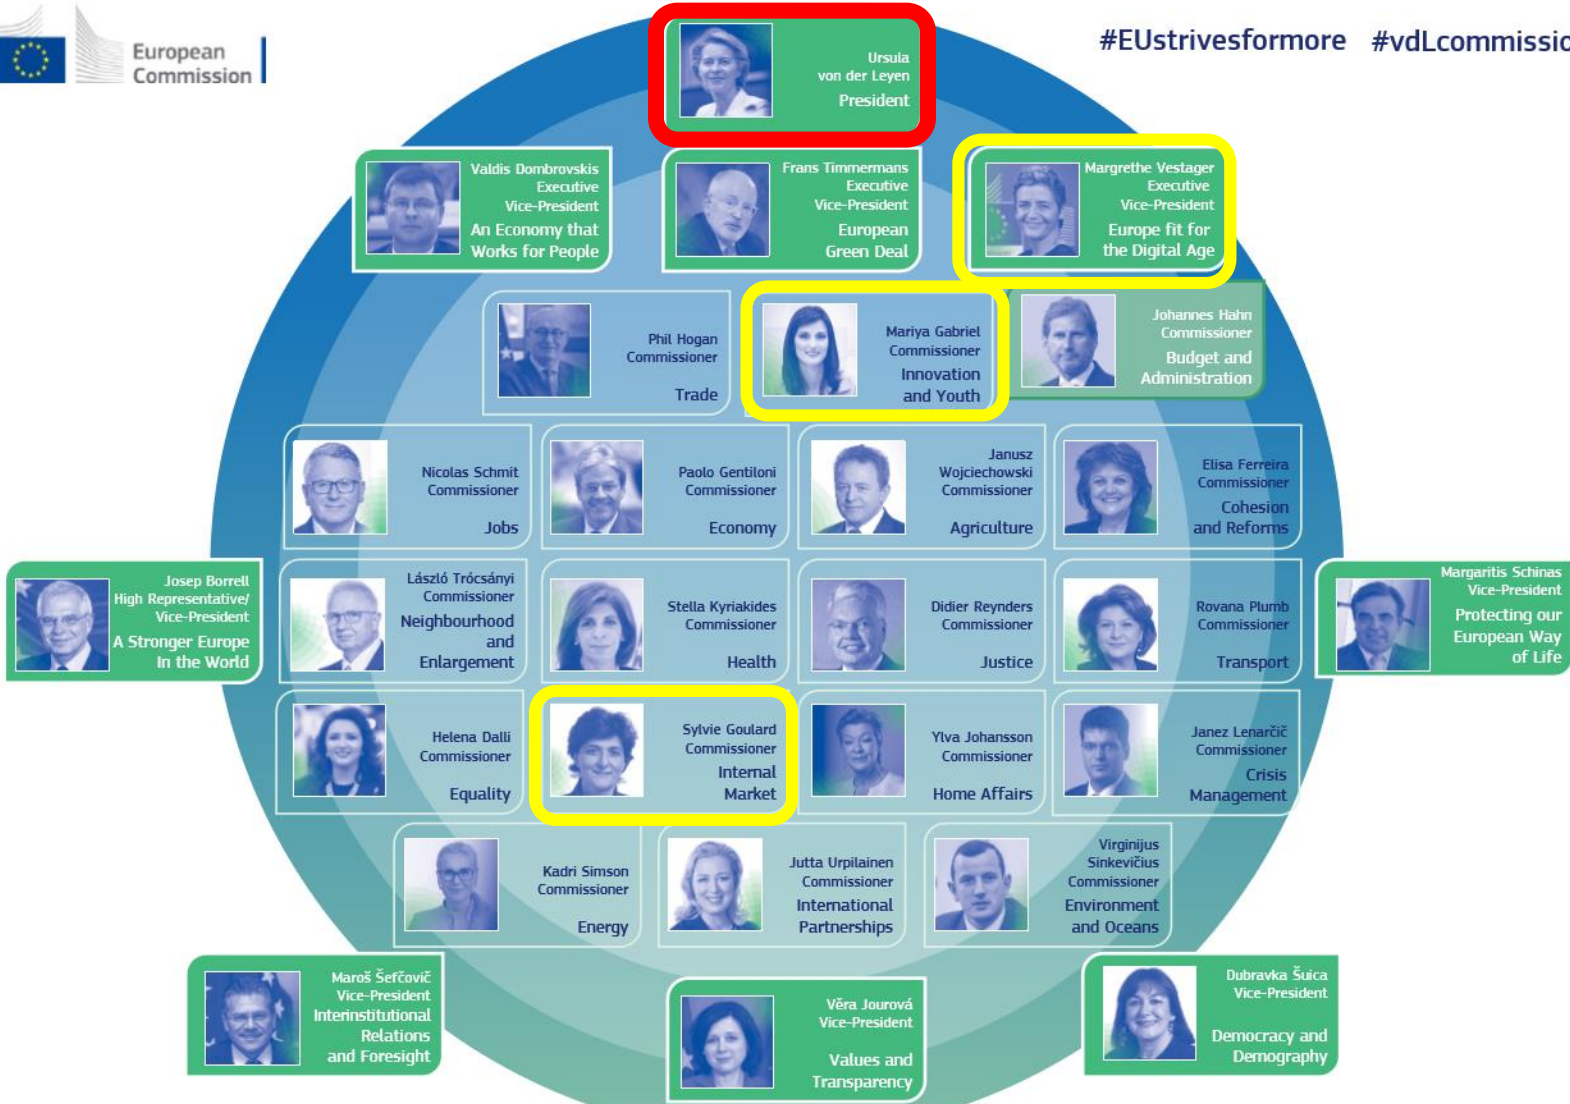 European
Commission
#EUstrivesformore #vdLcommissio
Ursula
von der Leyen
President
Valdis Dombrovskis
Executive
Vice-President
An Economy that
Works for People
Frans Timmermans
Executive
Vice-President
European
Green Deal
Margrethe Vestager
Executive
Vice-President
Europe fit for
the Digital Age
Phil Hogan
Commissioner
Trade
Mariya Gabriel
Commissioner
Innovation
and Youth
Johannes Hahn
Commissioner
Budget and
Administration
Nicolas Schmit
Commissioner
Jobs
Paolo Gentiloni
Commissioner
Economy
Janusz
Wojciechowski
Commissioner
Agriculture
Elisa Ferreira
Commissioner
Cohesion
and Reforms
Josep Borrell
High Representative/
Vice-President
A Stronger Europe
In the World
László Trócsányi
Commissioner
Neighbourhood
and
Enlargement
Stella Kyriakides
Commissioner
Health
Didier Reynders
Commissioner
Justice
Rovana Plumb
Commissioner
Transport
Margaritis Schinas
Vice-President
Protecting our
European Way
of Life
Helena Dalli
Commissioner
Equality
Sylvie Goulard
Commissioner
Internal
Market
Ylva Johansson
Commissioner
Home Affairs
Janez Lenarčič
Commissioner
Crisis
Management
Kadri Simson
Commissioner
Energy
Jutta Urpilainen
Commissioner
International
Partnerships
Virginijus
Sinkevičius
Commissioner
Environment
and Oceans
Maroš Šefčovič
Vice-President
Interinstitutional
Relations
and Foresight
Věra Jourová
Vice-President
Values and
Transparency
Dubravka Šuica
Vice-President
Democracy and
Demography